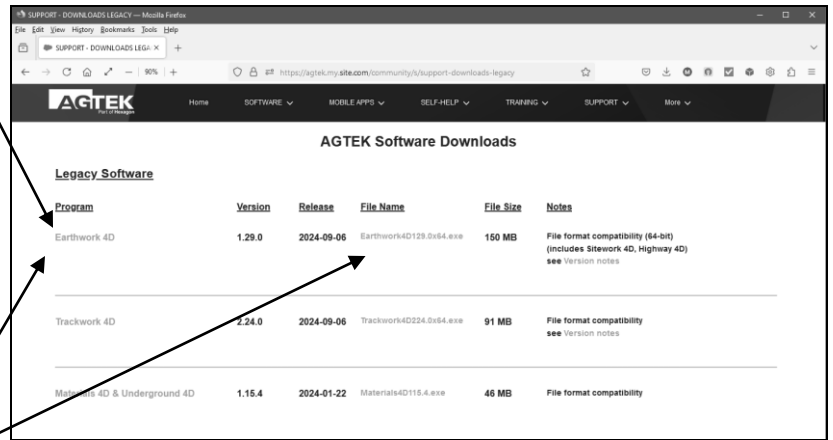 SUPPORT - DOWNLOADS LEGACY — Mozilla Firefox
File Edit View History Bookmarks Tools Help
SUPPORT - DOWNLOADS LEGA
90%
https://agtek.my.site.com/community/s/support-downloads-legacy
AGTEK
Part of Hexagon
Home SOFTWARE MOBILE APPS SELF-HELP TRAINING SUPPORT More
AGTEK Software Downloads
Legacy Software
Program Version Release File Name File Size Notes
Earthwork 4D 1.29.0 2024-09-06 Earthwork4D129.0x64.exe 150 MB File format compatibility (64-bit)
(includes Sitework 4D, Highway 4D)
see Version notes
Trackwork 4D 2.24.0 2024-09-06 Trackwork4D224.0x64.exe 91 MB File format compatibility
see Version notes
Materials 4D & Underground 4D 1.15.4 2024-01-22 Materials4D115.4.exe 46 MB File format compatibility